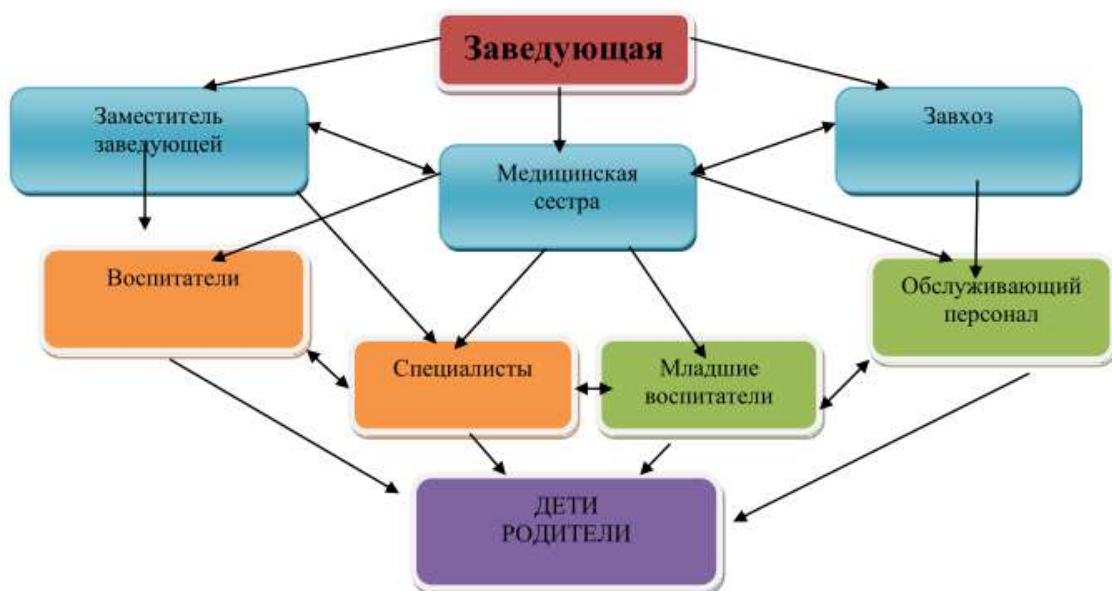 Заведующая
Заместитель
заведующей
Завхоз
Медицинская
сестра
Воспитатели
Обслуживающий
персонал
Специалисты
Младшие
воспитатели
ДЕТИ
РОДИТЕЛИ